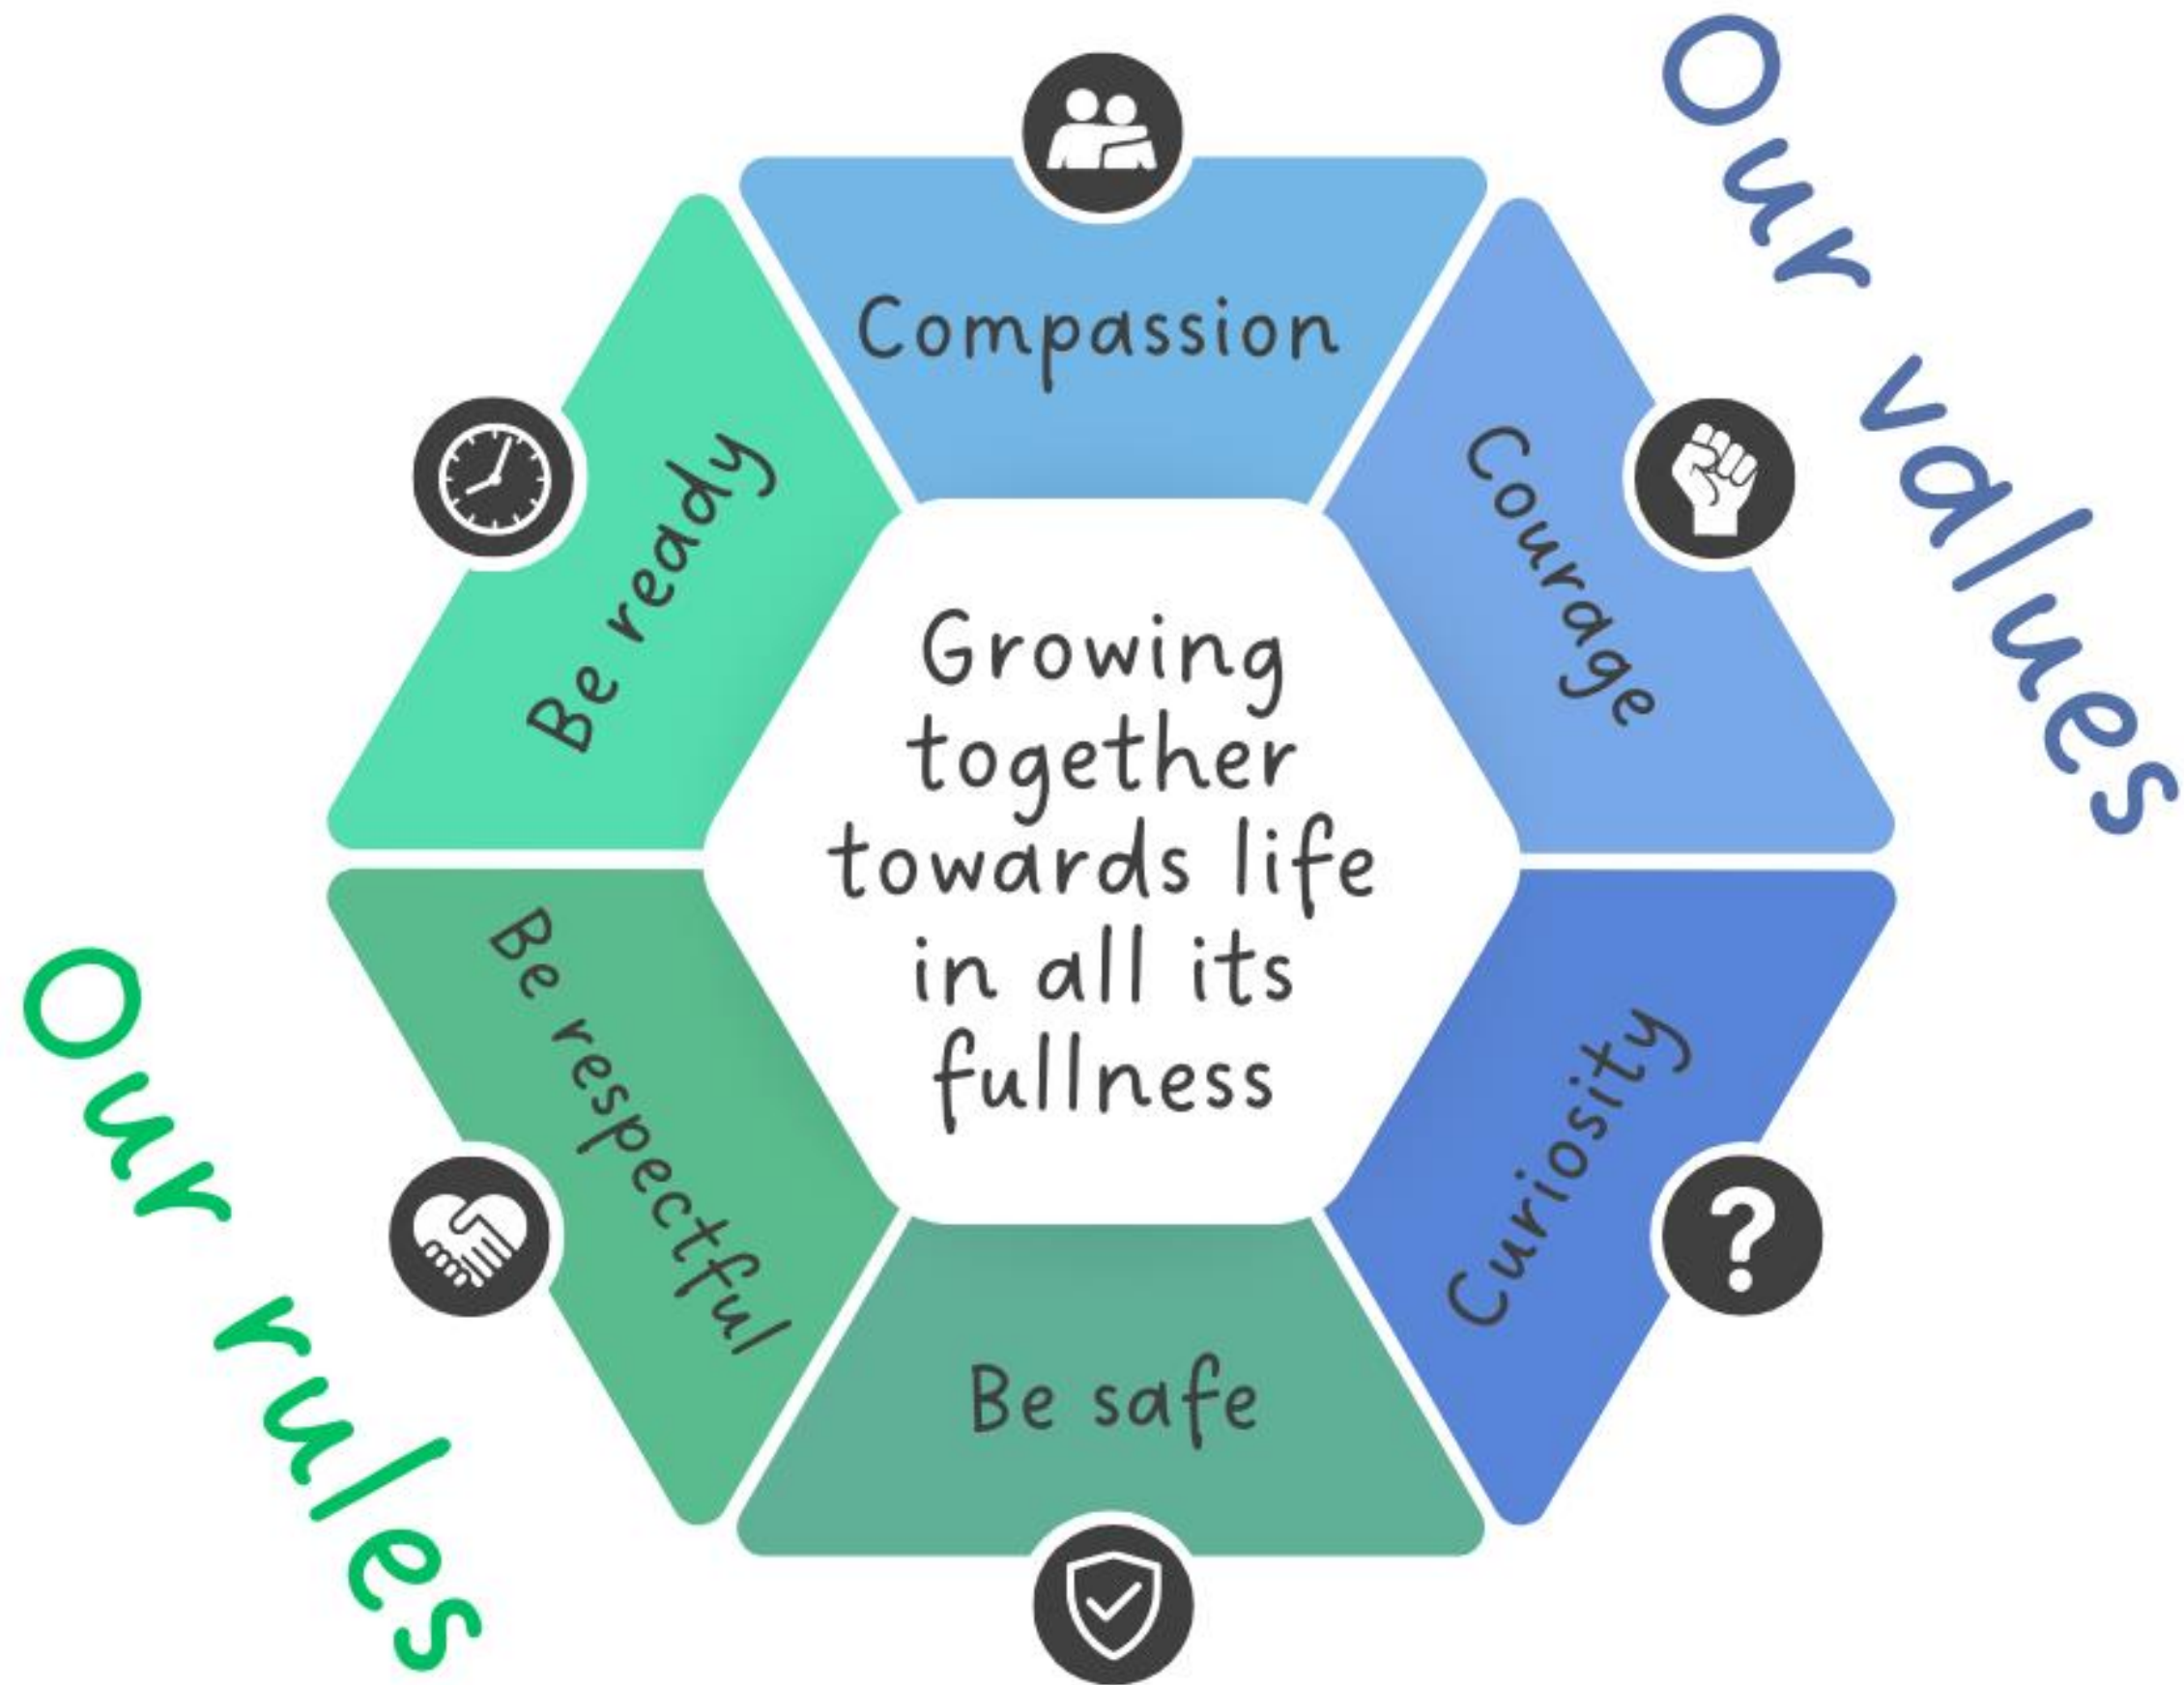 Our values
Compassion
Courage
Curiosity
Be safe
Be respectful
Be ready
Our rules
Growing
together
towards life
in all its
fullness